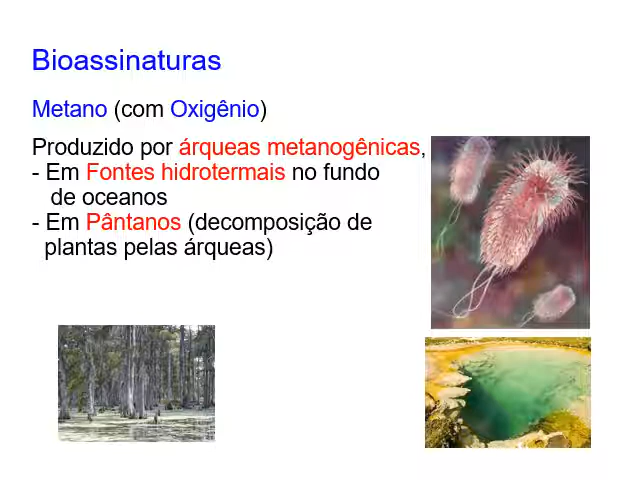 Bioassinaturas
Metano (com Oxigênio)
Produzido por árqueas metanogênicas,
- Em Fontes hidrotermais no fundo
de oceanos
- Em Pântanos (decomposição de
plantas pelas árqueas)